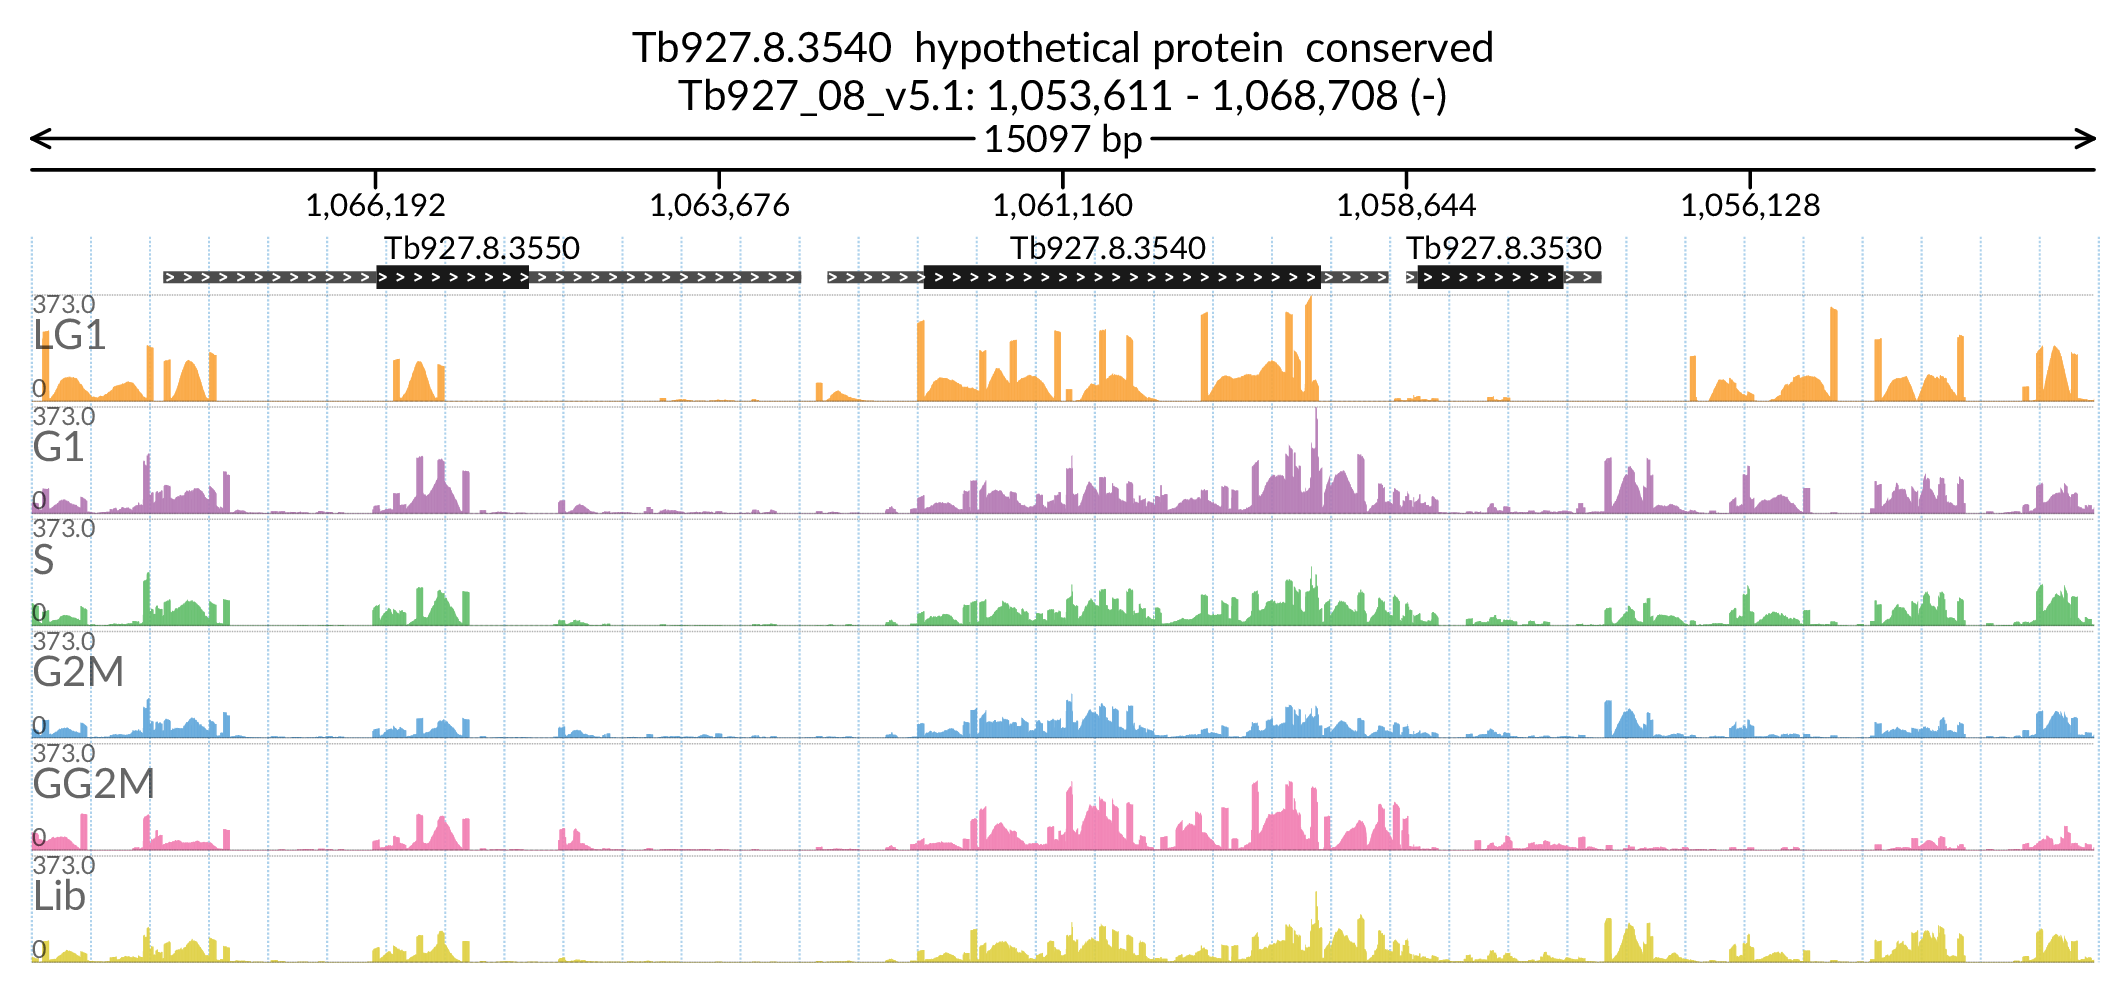 Tb927.8.3540  hypothetical protein  conserved
Tb927_08_v5.1: 1,053,611 - 1,068,708 (-)
15097 bp
1,066,192 1,063,676 1,061,160 1,058,644 1,056,128
Tb927.8.3550 Tb927.8.3540 Tb927.8.3530
373.0
LG1
0
373.0
G1
0
373.0
S
0
373.0
G2M
0
373.0
GG2M
0
373.0
Lib
0